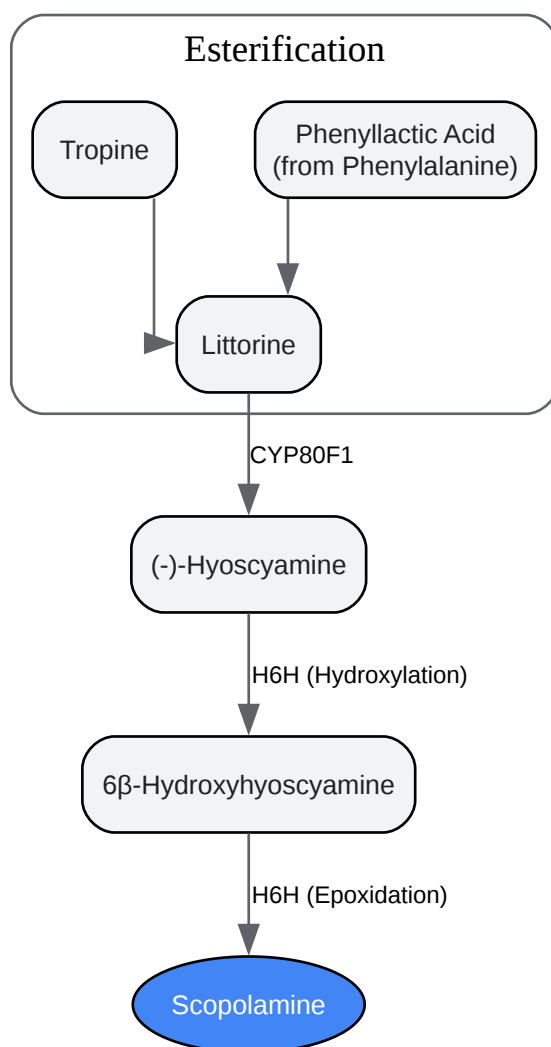 Esterification
Tropine
Phenyllactic Acid
(from Phenylalanine)
Littorine
CYP80F1
(-)-Hyoscyamine
H6H (Hydroxylation)
6β-Hydroxyhyoscyamine
H6H (Epoxidation)
Scopolamine